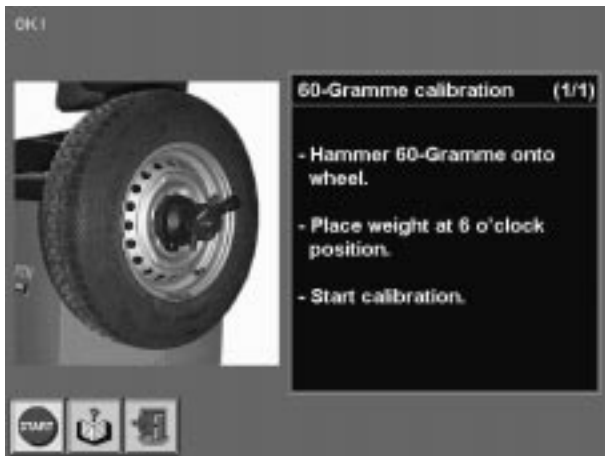 OK!
60-Gramme calibration (1/1)
- Hammer 60-Gramme onto
wheel.
- Place weight at 6 o'clock
position.
- Start calibration.
START
?